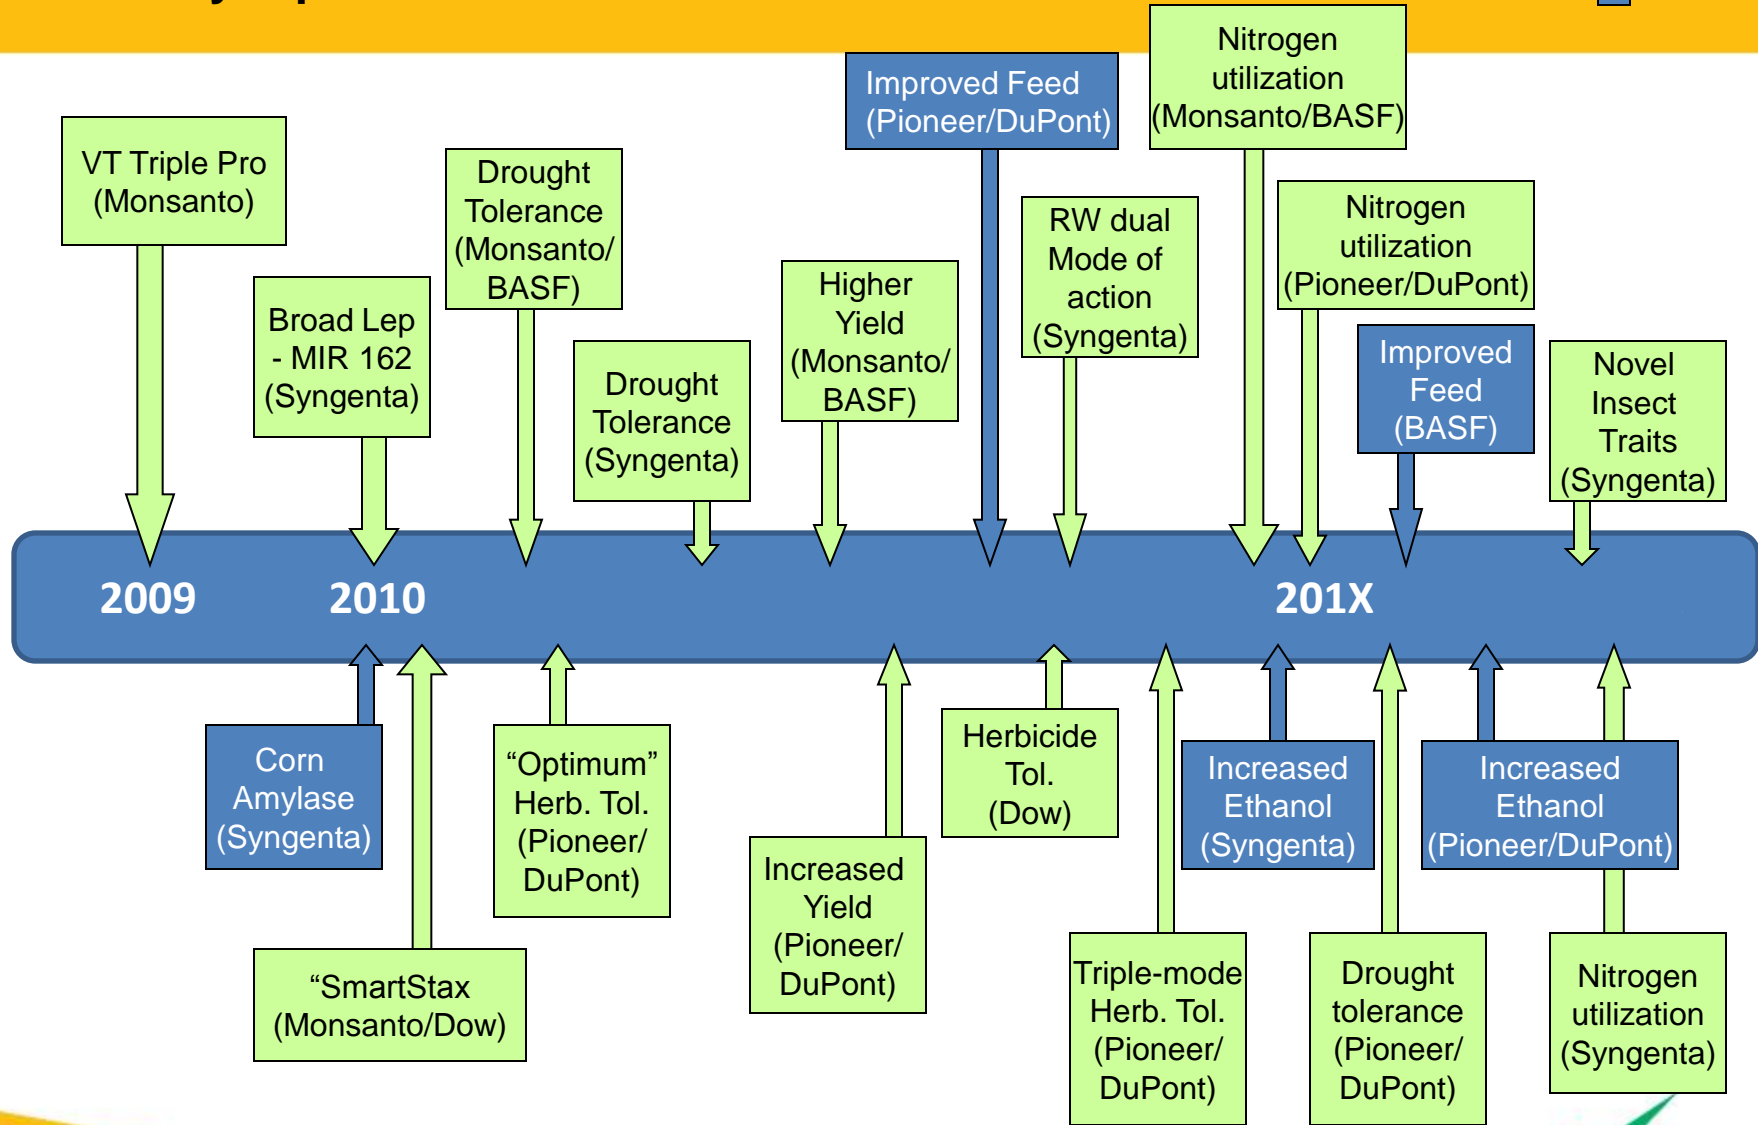 VT Triple Pro
(Monsanto)
Broad Lep
- MIR 162
(Syngenta)
Drought
Tolerance
(Monsanto/
BASF)
Drought
Tolerance
(Syngenta)
Higher
Yield
(Monsanto/
BASF)
Improved Feed
(Pioneer/DuPont)
RW dual
Mode of
action
(Syngenta)
Nitrogen
utilization
(Monsanto/BASF)
Nitrogen
utilization
(Pioneer/DuPont)
Improved
Feed
(BASF)
Novel
Insect
Traits
(Syngenta)
2009
2010
201X
Corn
Amylase
(Syngenta)
“SmartStax
(Monsanto/Dow)
“Optimum”
Herb. Tol.
(Pioneer/
DuPont)
Increased
Yield
(Pioneer/
DuPont)
Herbicide
Tol.
(Dow)
Triple-mode
Herb. Tol.
(Pioneer/
DuPont)
Increased
Ethanol
(Syngenta)
Drought
tolerance
(Pioneer/
DuPont)
Increased
Ethanol
(Pioneer/DuPont)
Nitrogen
utilization
(Syngenta)